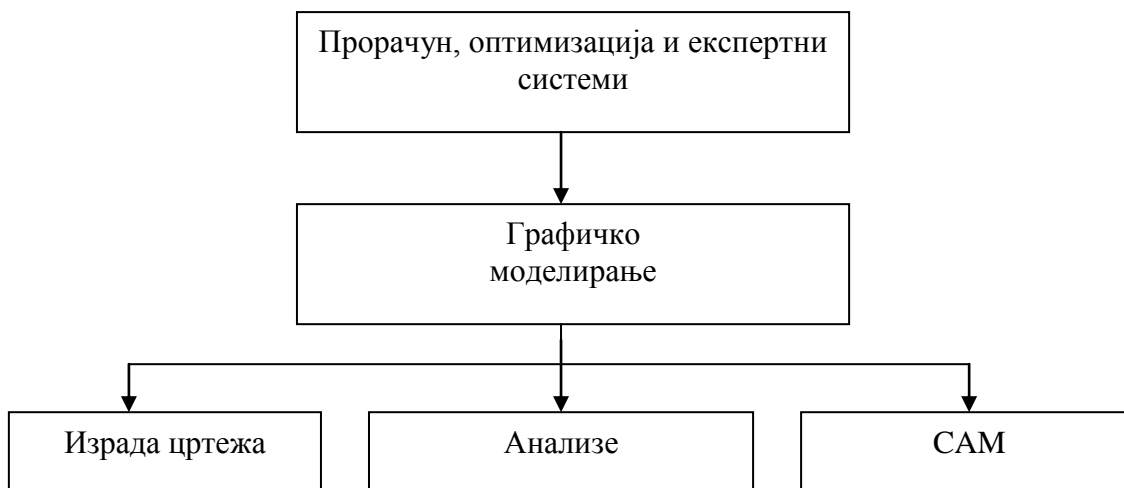 Прорачун, оптимизација и експертни
системи
Графичко
моделирање
Израда цртежа
Анализе
CAM